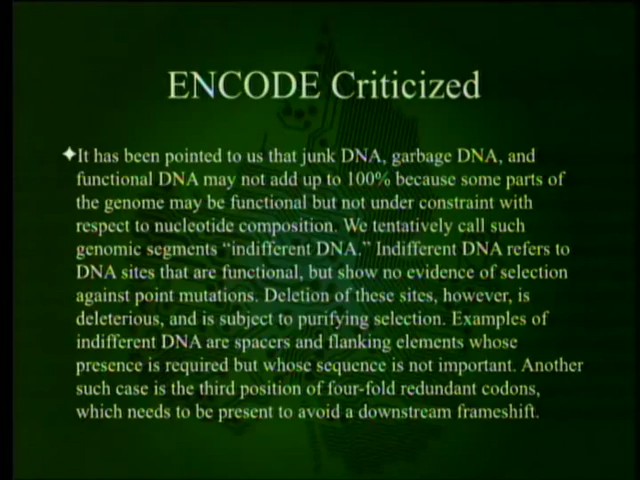 ENCODE Criticized
✦It has been pointed to us that junk DNA, garbage DNA, and
functional DNA may not add up to 100% because some parts of
the genome may be functional but not under constraint with
respect to nucleotide composition. We tentatively call such
genomic segments “indifferent DNA.” Indifferent DNA refers to
DNA sites that are functional, but show no evidence of selection
against point mutations. Deletion of these sites, however, is
deleterious, and is subject to purifying selection. Examples of
indifferent DNA are spacers and flanking elements whose
presence is required but whose sequence is not important. Another
such case is the third position of four-fold redundant codons,
which needs to be present to avoid a downstream frameshift.